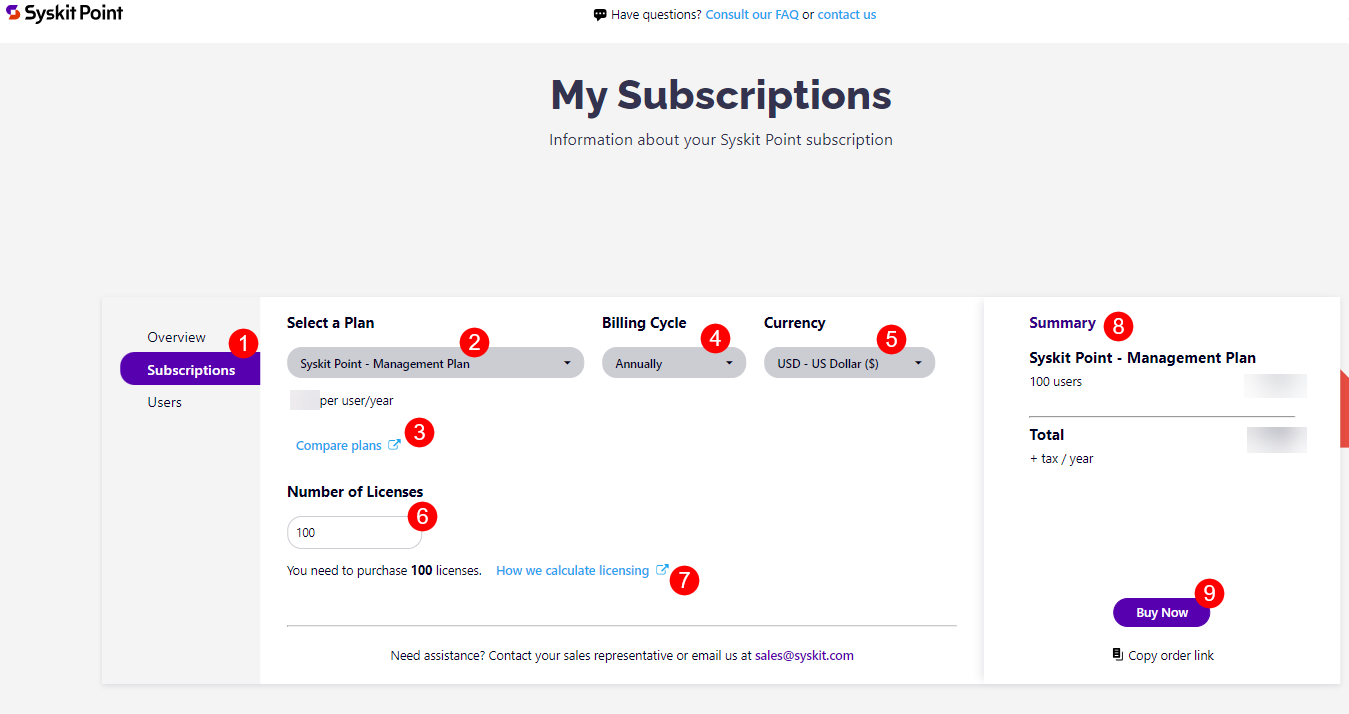 Syskit Point
Have questions? Consult our FAQ or contact us
My Subscriptions
Information about your Syskit Point subscription
Overview
1
Subscriptions
Users
Select a Plan
2
Syskit Point - Management Plan
per user/year
Compare plans
3
Billing Cycle
4
Annually
Currency
5
USD - US Dollar ($)
Number of Licenses
6
100
You need to purchase 100 licenses. How we calculate licensing
7
Need assistance? Contact your sales representative or email us at sales@syskit.com
Summary
8
Syskit Point - Management Plan
100 users
Total
+ tax / year
9
Buy Now
Copy order link